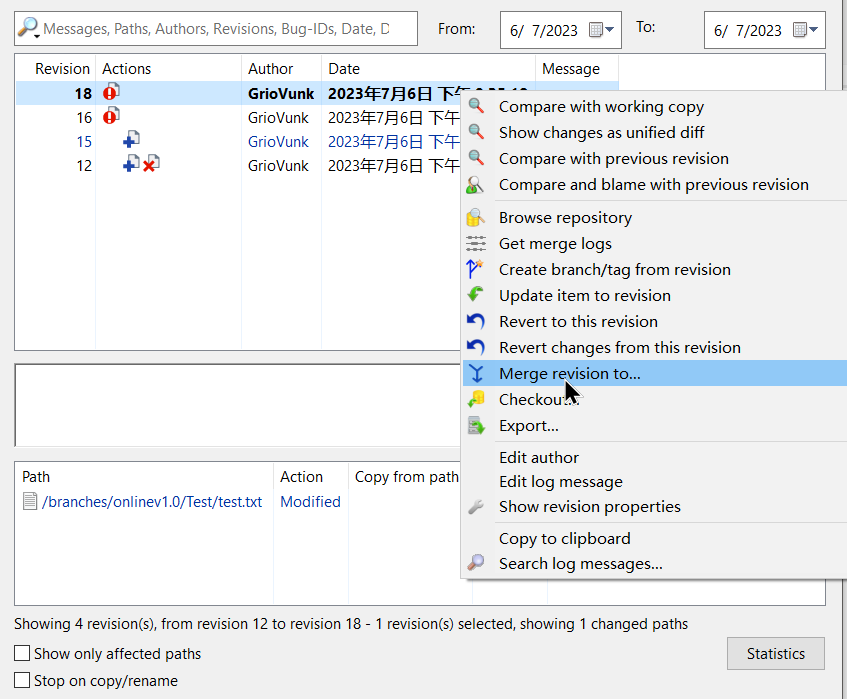 Messages, Paths, Authors, Revisions, Bug-IDs, Date, D
From: 6/ 7/2023 To: 6/ 7/2023
Revision Actions Author Date Message
18 GrioVunk 2023年7月6日 下午
16 GrioVunk 2023年7月6日 下午
15 GrioVunk 2023年7月6日 下午
12 GrioVunk 2023年7月6日 下午
Compare with working copy
Show changes as unified diff
Compare with previous revision
Compare and blame with previous revision
Browse repository
Get merge logs
Create branch/tag from revision
Update item to revision
Revert to this revision
Revert changes from this revision
Merge revision to...
Checkout...
Export...
Edit author
Edit log message
Show revision properties
Copy to clipboard
Search log messages...
Path Action Copy from path
/branches/onlinev1.0/Test/test.txt Modified
Showing 4 revision(s), from revision 12 to revision 18 - 1 revision(s) selected, showing 1 changed paths
Show only affected paths
Stop on copy/rename
Statistics